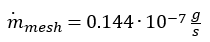 ṁ_mesh = 0.144 · 10⁻⁷ g/s